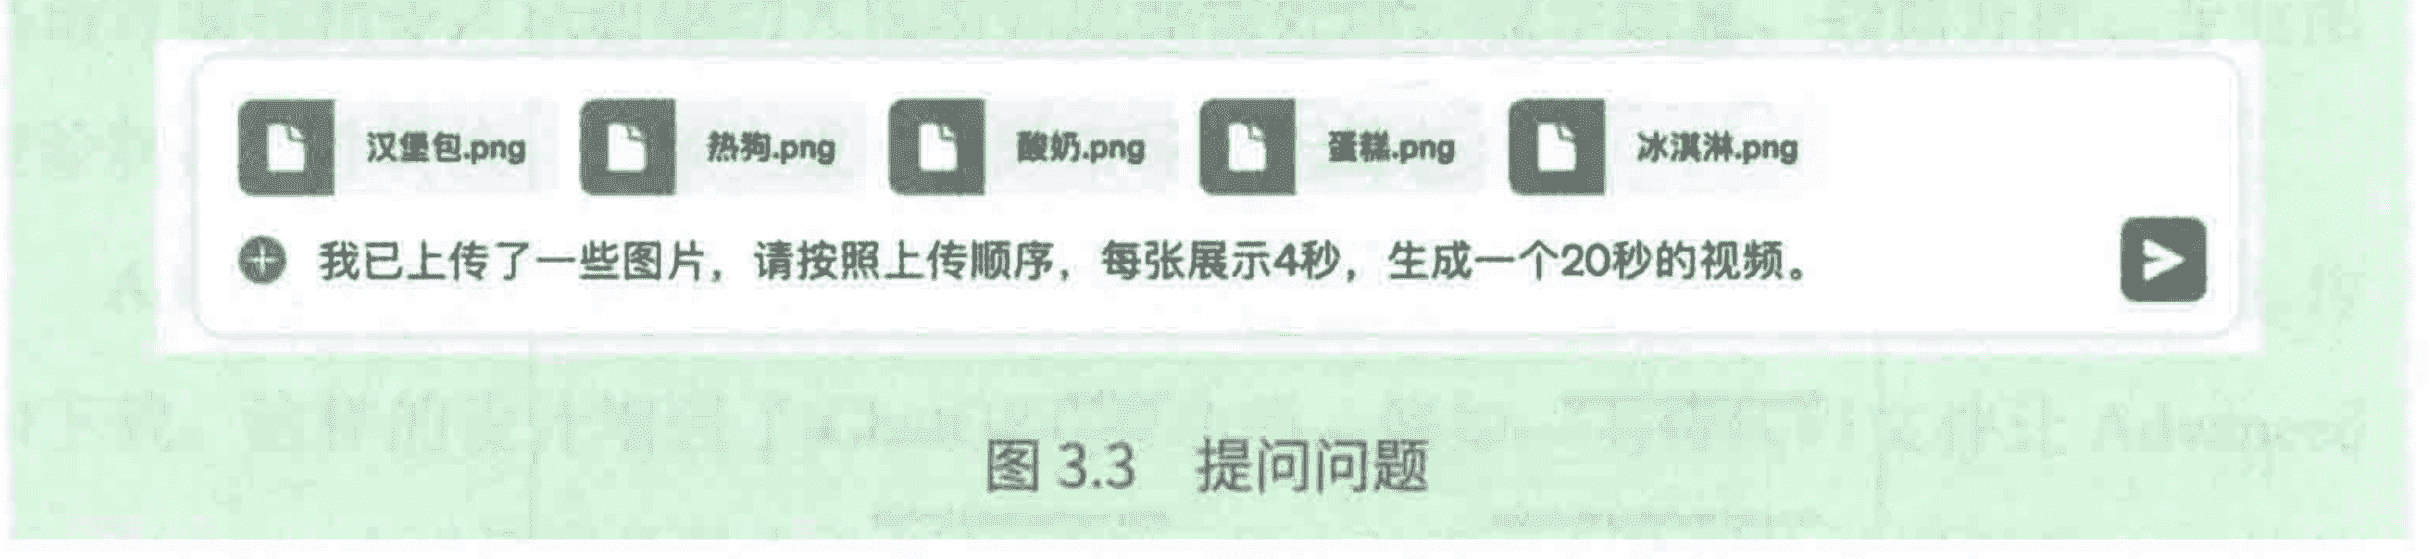 汉堡包.png 热狗.png 酸奶.png 蛋糕.png 冰淇淋.png
我已上传了一些图片，请按照上传顺序，每张展示4秒，生成一个20秒的视频。
图 3.3 提问问题